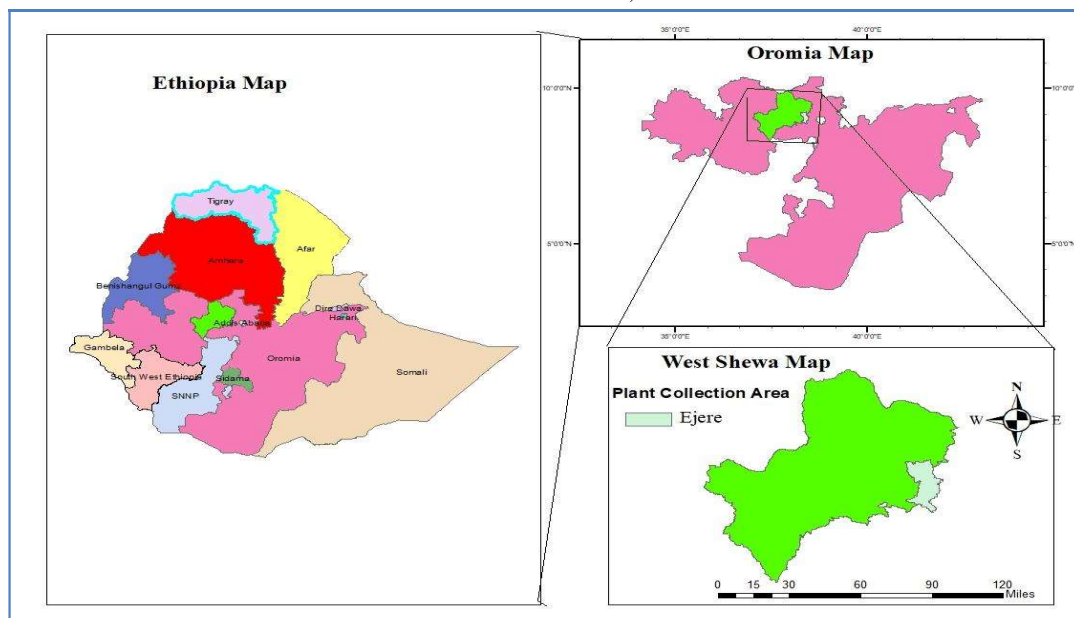 Ethiopia Map
Tigray
Afar
Amhara
Benishangul Gumu
Dire Dawa
Harari
Addis Ababa
Gambela
Oromia
South West Ethiopia
Sidama
Somali
SNNP
35°0'0"E 40°0'0"E
Oromia Map
10°0'0"N 10°0'0"N
5°0'0"N 5°0'0"N
35°0'0"E 40°0'0"E
West Shewa Map
Plant Collection Area
Ejere
N
W E
S
0 15 30 60 90 120
Miles